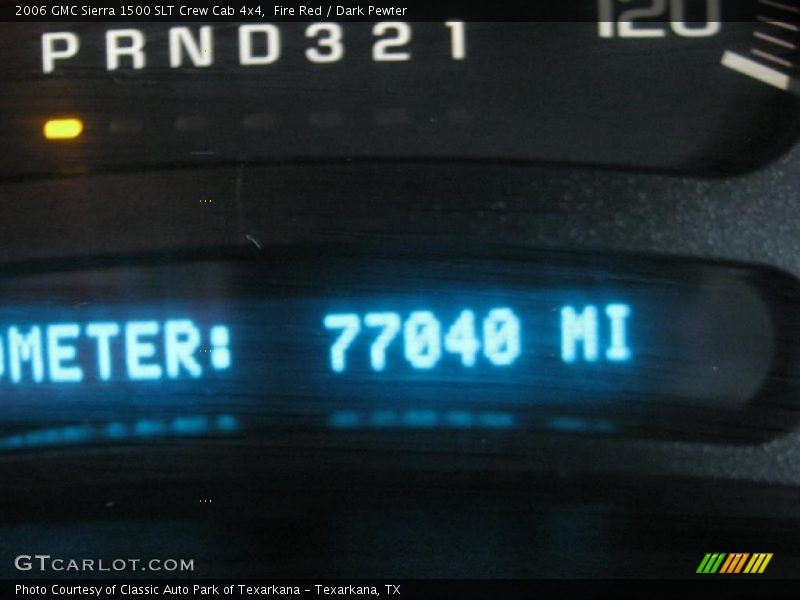 2006 GMC Sierra 1500 SLT Crew Cab 4x4, Fire Red / Dark Pewter
120
PRND321
OMETER: 77040 MI
GTCARLOT.COM
Photo Courtesy of Classic Auto Park of Texarkana - Texarkana, TX